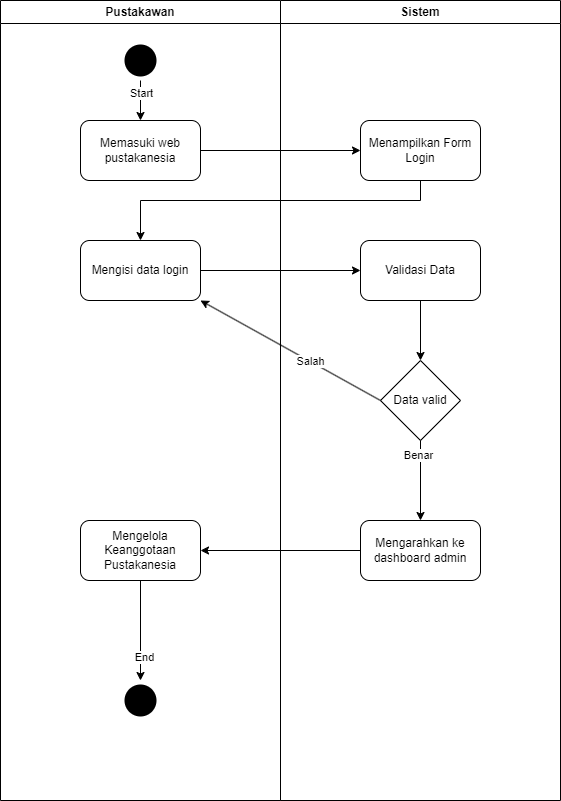 Pustakawan
Sistem
Start
Memasuki web
pustakanesia
Menampilkan Form
Login
Mengisi data login
Validasi Data
Salah
Data valid
Benar
Mengarahkan ke
dashboard admin
Mengelola
Keanggotaan
Pustakanesia
End